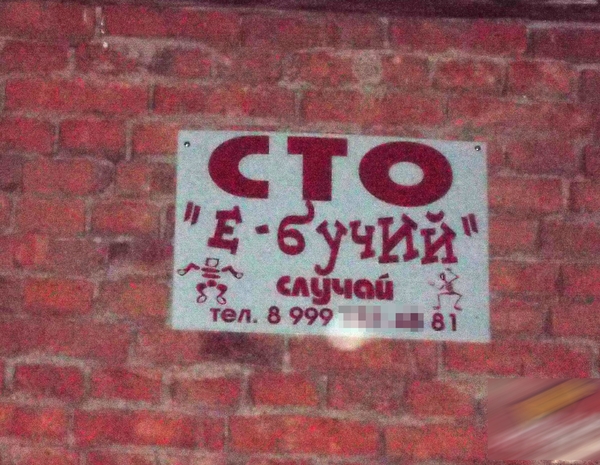 СТО
"Е-бучий"
случай
тел. 8 999 81